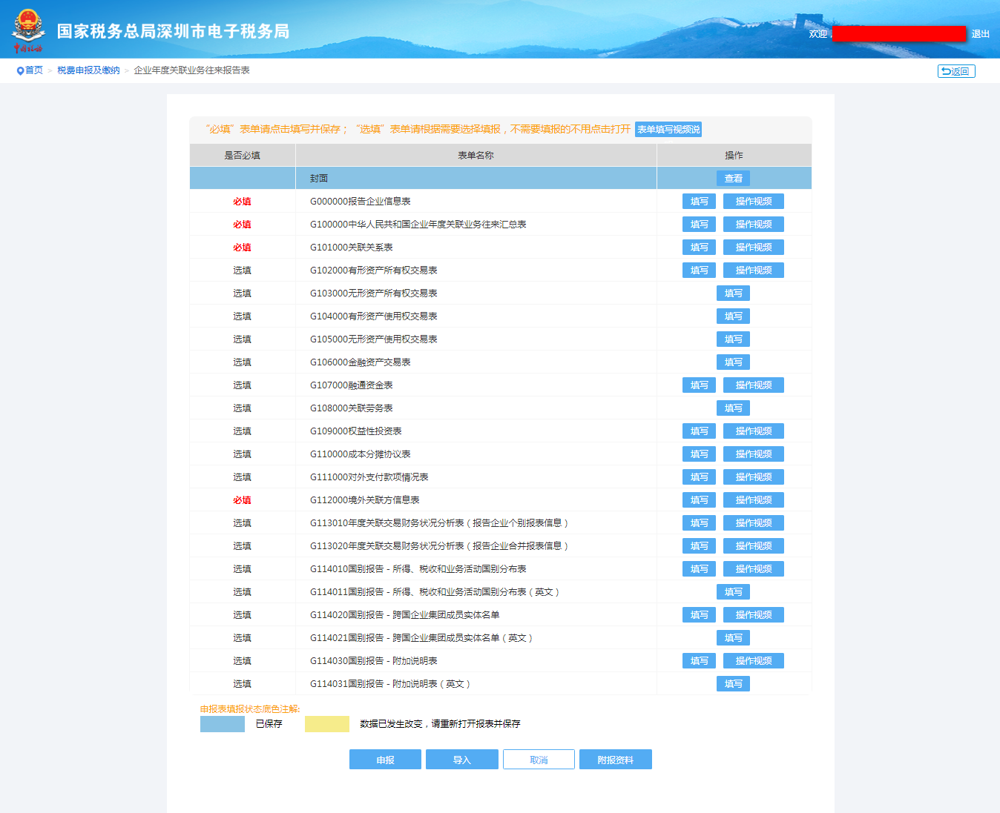 国家税务总局深圳市电子税务局
中国税务
欢迎, 退出
首页 > 税费申报及缴纳 > 企业年度关联业务往来报告表
返回
“必填”表单请点击填写并保存；“选填”表单请根据需要选择填报，不需要填报的不用点击打开 表单填写视频说
是否必填 表单名称 操作
封面 查看
必填 G000000报告企业信息表 填写 操作视频
必填 G100000中华人民共和国企业年度关联业务往来汇总表 填写 操作视频
必填 G101000关联关系表 填写 操作视频
选填 G102000有形资产所有权交易表 填写 操作视频
选填 G103000无形资产所有权交易表 填写
选填 G104000有形资产使用权交易表 填写
选填 G105000无形资产使用权交易表 填写
选填 G106000金融资产交易表 填写
选填 G107000融通资金表 填写 操作视频
选填 G108000关联劳务表 填写
选填 G109000权益性投资表 填写 操作视频
选填 G110000成本分摊协议表 填写 操作视频
选填 G111000对外支付款项情况表 填写 操作视频
必填 G112000境外关联方信息表 填写 操作视频
选填 G113010年度关联交易财务状况分析表（报告企业个别报表信息） 填写 操作视频
选填 G113020年度关联交易财务状况分析表（报告企业合并报表信息） 填写 操作视频
选填 G114010国别报告－所得、税收和业务活动国别分布表 填写 操作视频
选填 G114011国别报告－所得、税收和业务活动国别分布表（英文） 填写
选填 G114020国别报告－跨国企业集团成员实体名单 填写 操作视频
选填 G114021国别报告－跨国企业集团成员实体名单（英文） 填写
选填 G114030国别报告－附加说明表 填写 操作视频
选填 G114031国别报告－附加说明表（英文） 填写
申报表填报状态底色注解:
已保存 数据已发生改变，请重新打开报表并保存
申报 导入 取消 附报资料